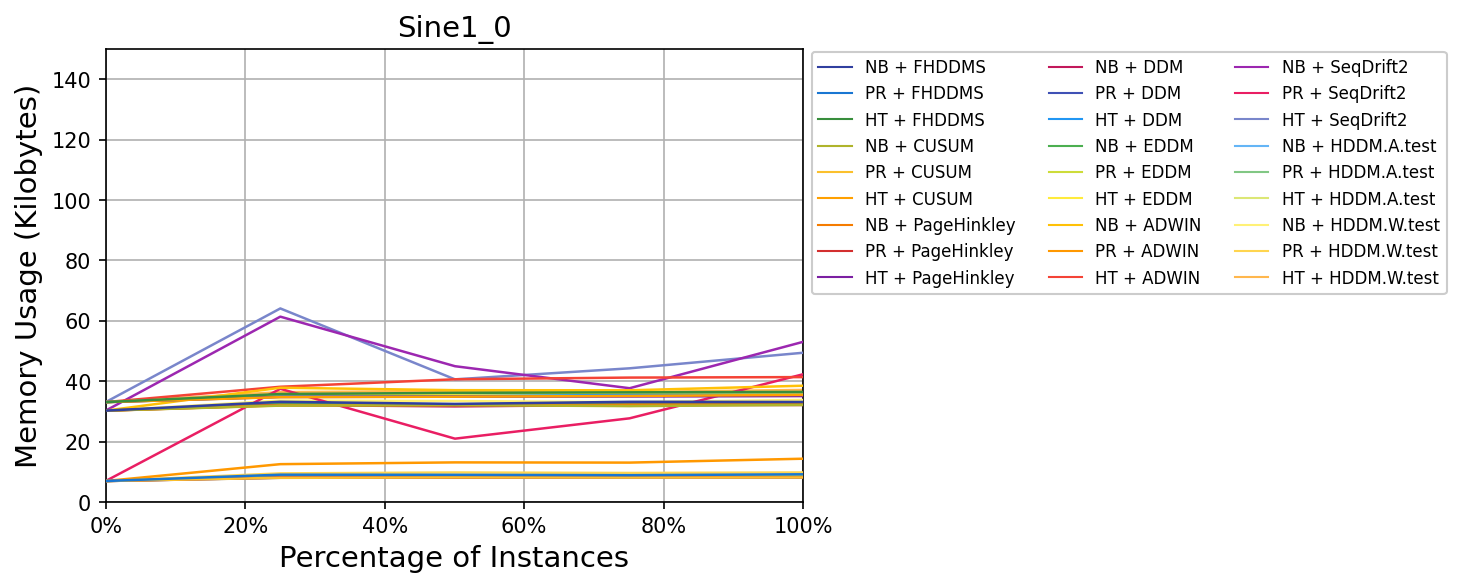 Sine1_0
Memory Usage (Kilobytes)
140
120
100
80
60
40
20
0
0%
20%
40%
60%
80%
100%
Percentage of Instances
NB + FHDDMS
PR + FHDDMS
HT + FHDDMS
NB + CUSUM
PR + CUSUM
HT + CUSUM
NB + PageHinkley
PR + PageHinkley
HT + PageHinkley
NB + DDM
PR + DDM
HT + DDM
NB + EDDM
PR + EDDM
HT + EDDM
NB + ADWIN
PR + ADWIN
HT + ADWIN
NB + SeqDrift2
PR + SeqDrift2
HT + SeqDrift2
NB + HDDM.A.test
PR + HDDM.A.test
HT + HDDM.A.test
NB + HDDM.W.test
PR + HDDM.W.test
HT + HDDM.W.test